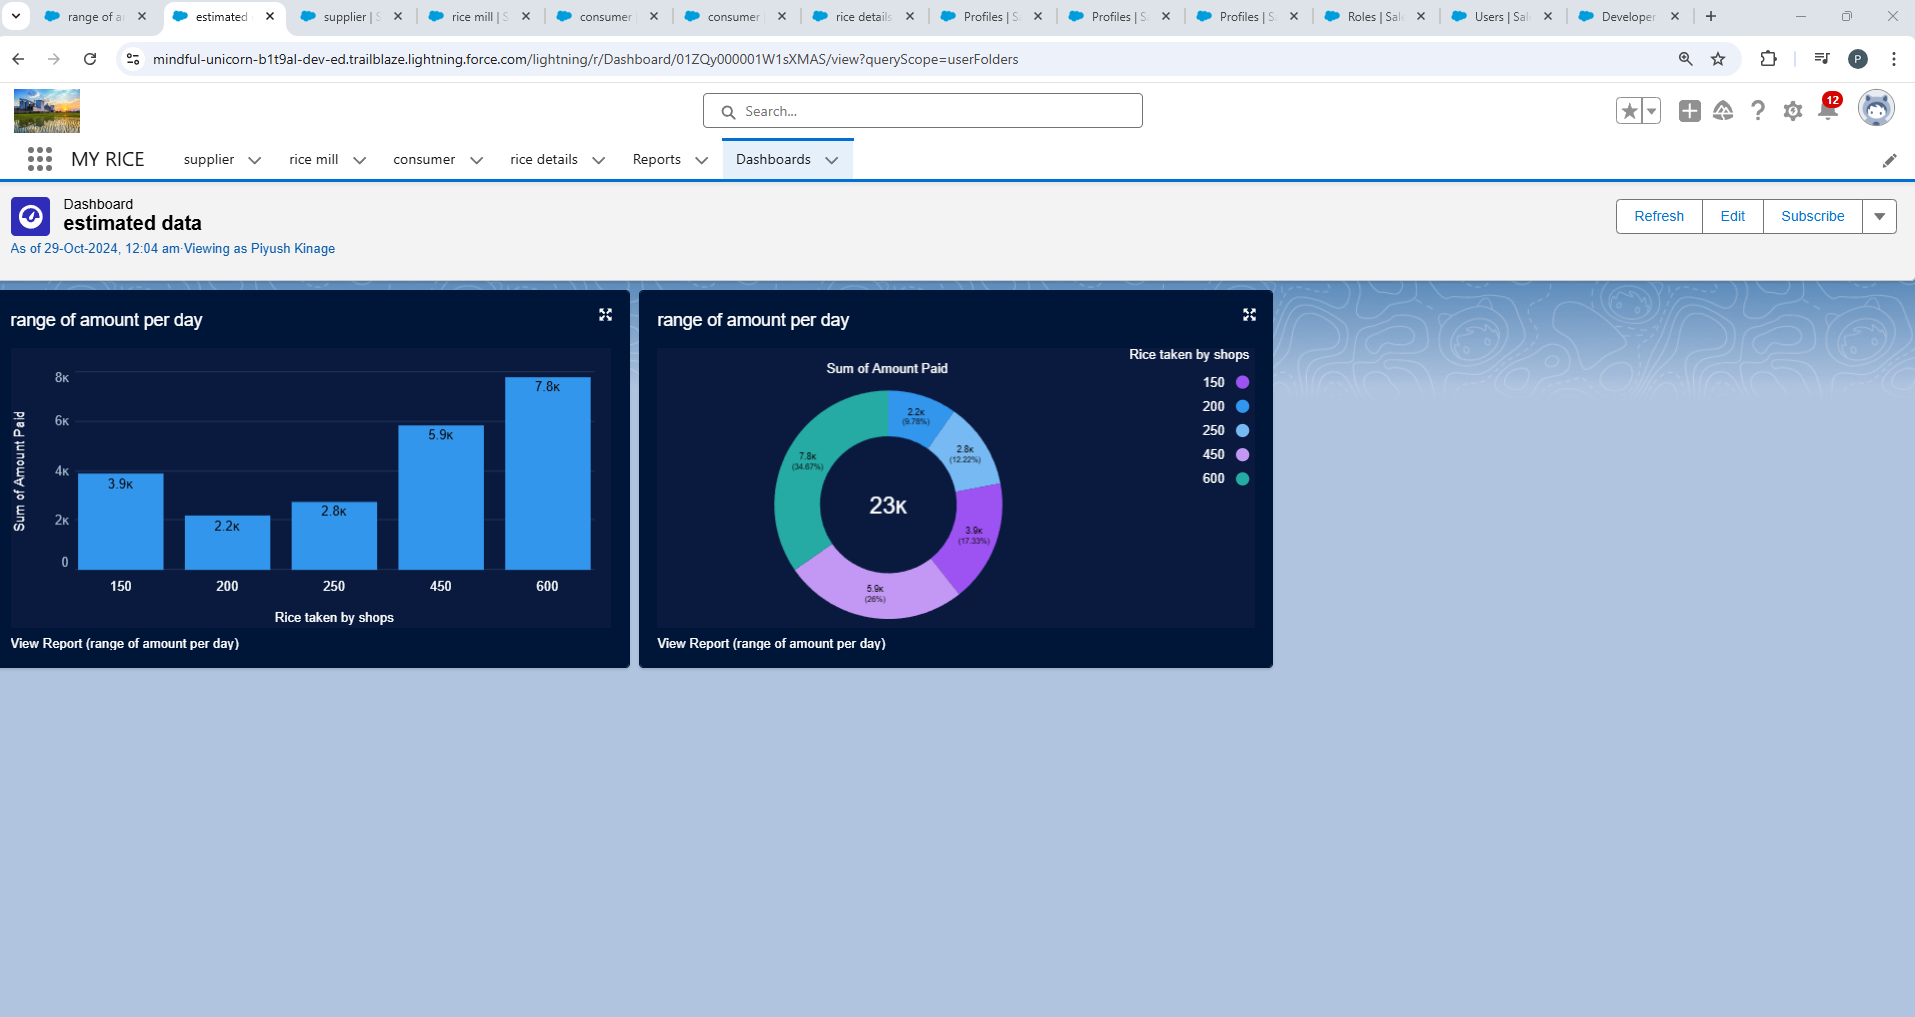 range of a
estimated
supplier | S
rice mill | S
consumer
consumer
rice details
Profiles | S
Profiles | S
Profiles | S
Roles | Sal
Users | Sal
Developer
mindful-unicorn-b1t9al-dev-ed.trailblaze.lightning.force.com/lightning/r/Dashboard/01ZQy000001W1sXMAS/view?queryScope=userFolders
P
Search...
12
MY RICE
supplier
rice mill
consumer
rice details
Reports
Dashboards
Dashboard
estimated data
As of 29-Oct-2024, 12:04 am·Viewing as Piyush Kinage
Refresh
Edit
Subscribe
range of amount per day
Sum of Amount Paid
8K
6K
4K
2K
0
3.9K
2.2K
2.8K
5.9K
7.8K
150
200
250
450
600
Rice taken by shops
View Report (range of amount per day)
range of amount per day
Sum of Amount Paid
2.2K
(9.78%)
2.8K
(12.22%)
3.9K
(17.33%)
5.9K
(26%)
7.8K
(34.67%)
23K
Rice taken by shops
150
200
250
450
600
View Report (range of amount per day)